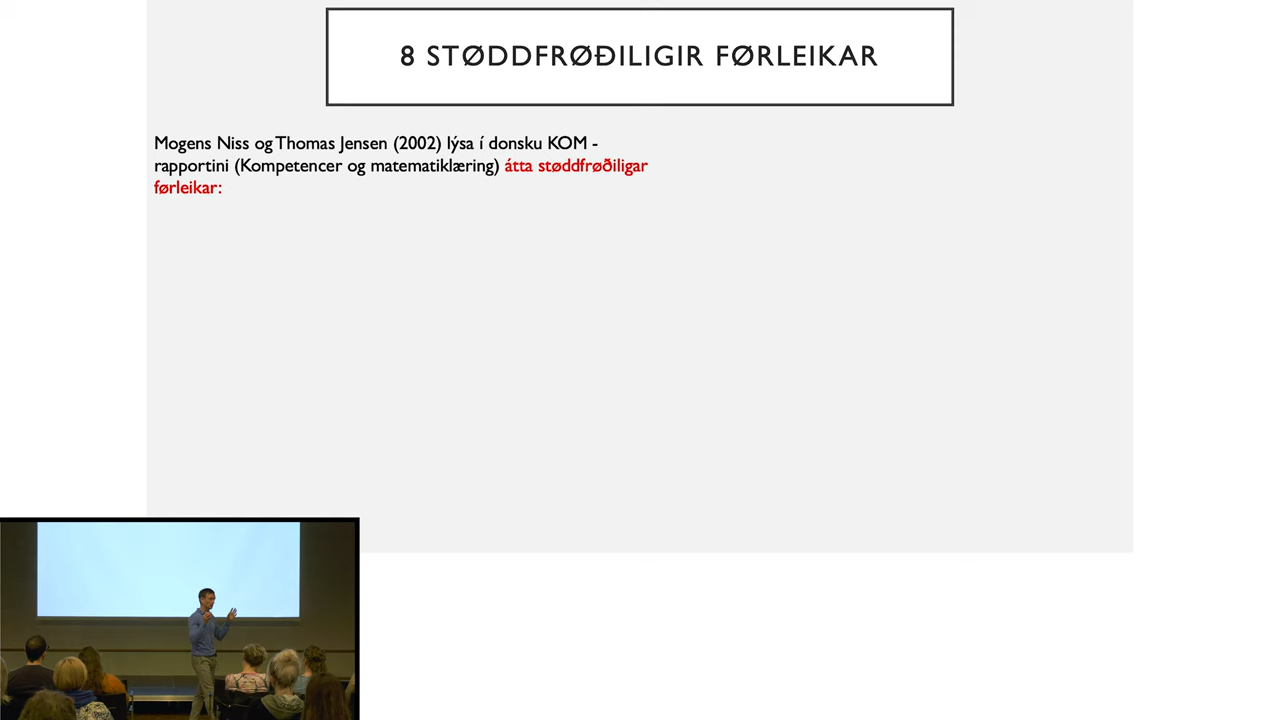 8 STØDDFRØÐILIGIR FØRLEIKAR
Mogens Niss og Thomas Jensen (2002) lýsa í donsku KOM -
rapportini (Kompetencer og matematiklæring) átta støddfrøðiligar
førleikar: